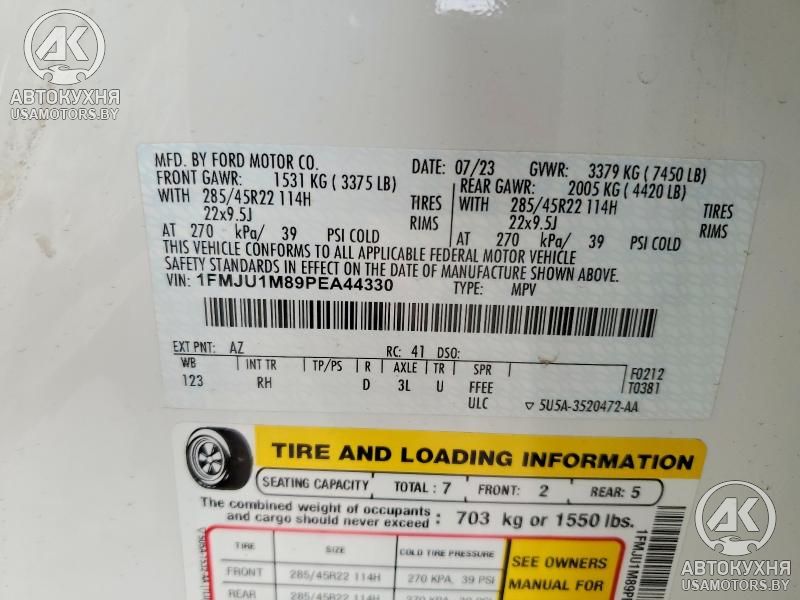 АК
АВТОКУХНЯ
USAMOTORS.BY
MFD. BY FORD MOTOR CO. DATE: 07/23 GVWR: 3379 KG ( 7450 LB)
FRONT GAWR: 1531 KG ( 3375 LB) REAR GAWR: 2005 KG ( 4420 LB)
WITH 285/45R22 114H TIRES WITH 285/45R22 114H TIRES
22x9.5J RIMS 22x9.5J RIMS
AT 270 kPa/ 39 PSI COLD AT 270 kPa/ 39 PSI COLD
THIS VEHICLE CONFORMS TO ALL APPLICABLE FEDERAL MOTOR VEHICLE
SAFETY STANDARDS IN EFFECT ON THE DATE OF MANUFACTURE SHOWN ABOVE.
VIN: 1FMJU1M89PEA44330 TYPE: MPV
EXT PNT: AZ RC: 41 DSO:
WB INT TR TP/PS R AXLE TR SPR F0212
123 RH D 3L U FFEE T0381
ULC ▽ 5U5A-3520472-AA
TIRE AND LOADING INFORMATION
SEATING CAPACITY TOTAL : 7 FRONT: 2 REAR: 5
The combined weight of occupants
and cargo should never exceed : 703 kg or 1550 lbs.
TIRE SIZE COLD TIRE PRESSURE SEE OWNERS
FRONT 285/45R22 114H 270 KPA, 39 PSI MANUAL FOR
REAR 285/45R22 114H 270 KPA, 39 PSI
1FMJU1M89P
АК
АВТОКУХНЯ
USAMOTORS.BY